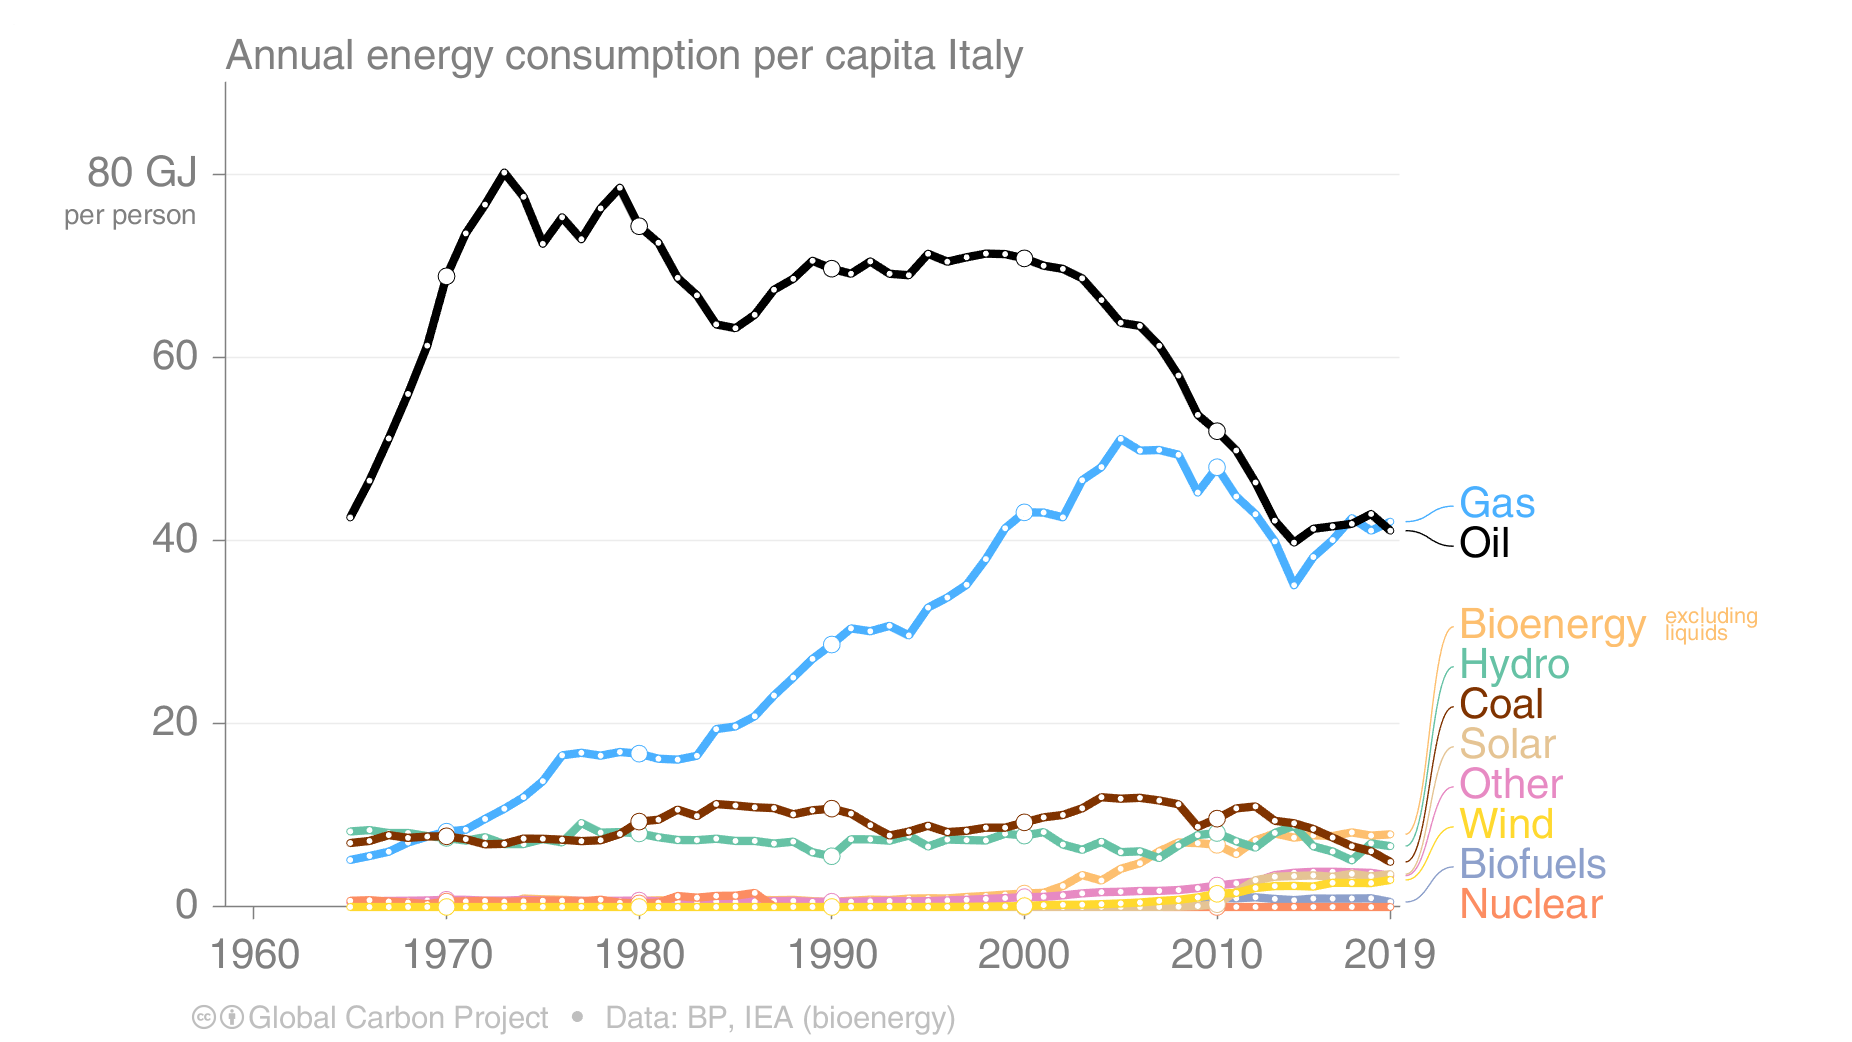 Annual energy consumption per capita Italy
80 GJ
per person
60
40
20
0
1960 1970 1980 1990 2000 2010 2019
Gas
Oil
Bioenergy excluding
liquids
Hydro
Coal
Solar
Other
Wind
Biofuels
Nuclear
cc Global Carbon Project • Data: BP, IEA (bioenergy)